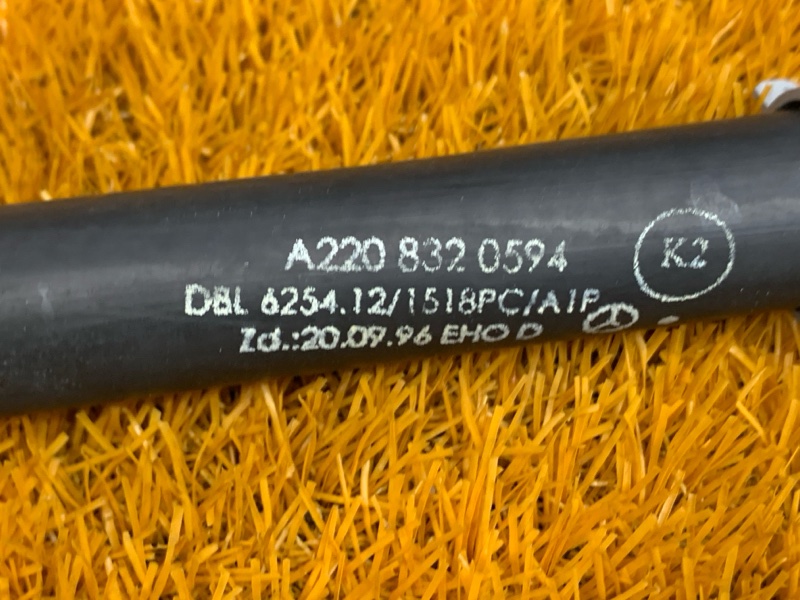 A220 832 0594
K2
DBL 6254.12/1518PC/A1P
Zd.:20.09.96 EHO D